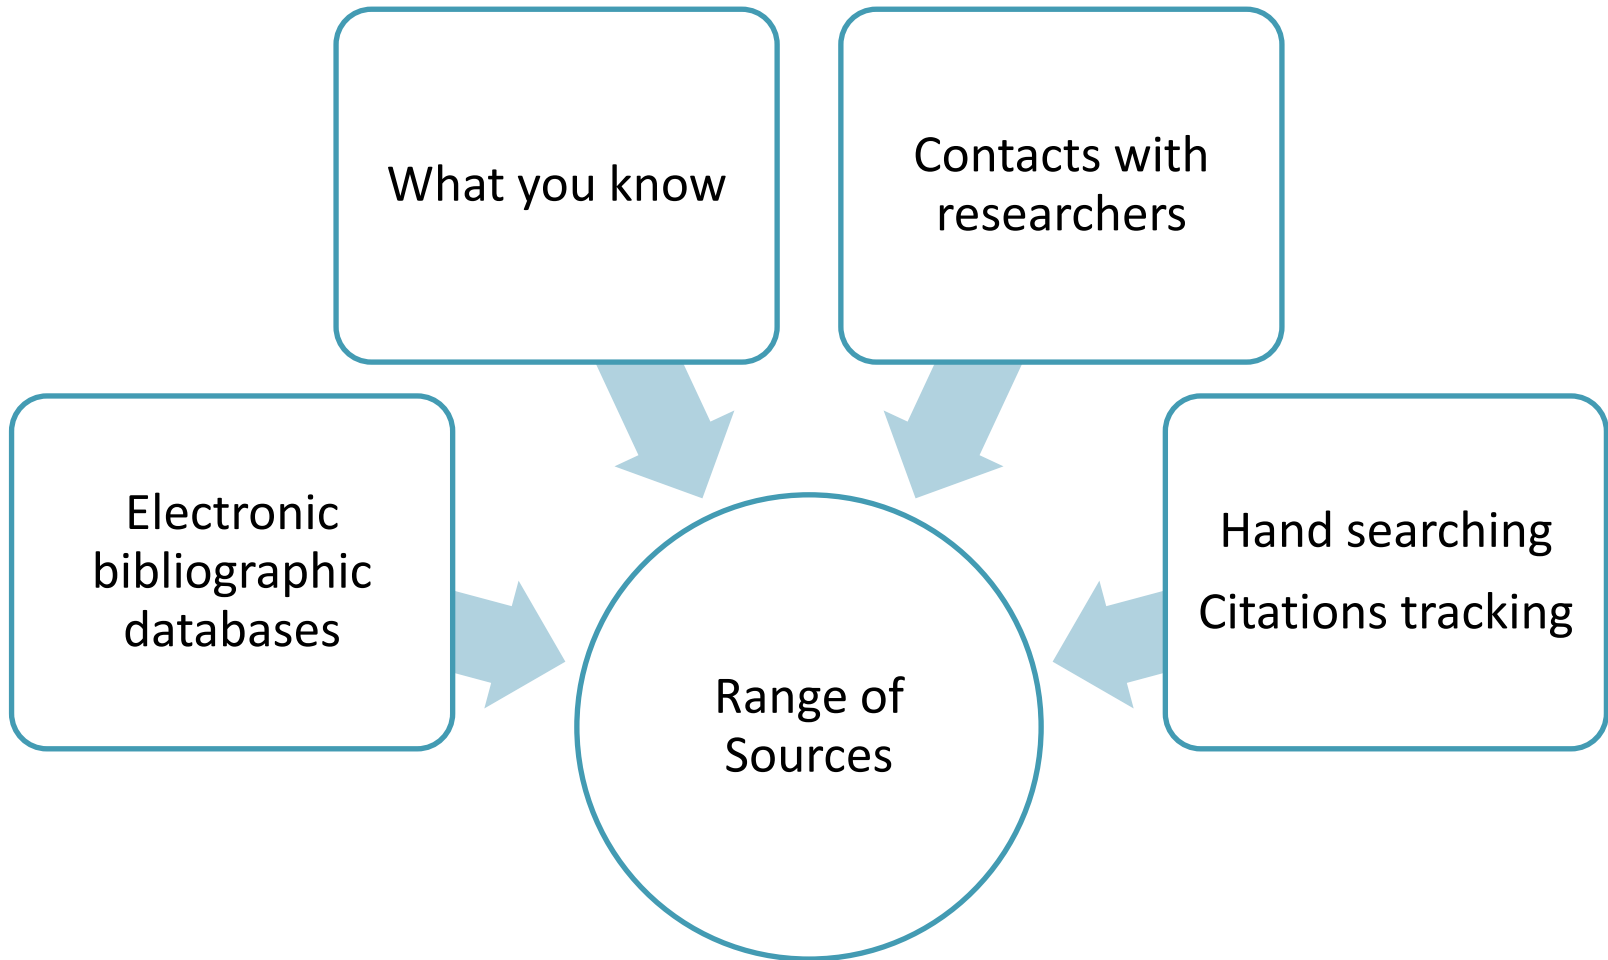 What you know
Contacts with
researchers
Electronic
bibliographic
databases
Hand searching
Citations tracking
Range of
Sources